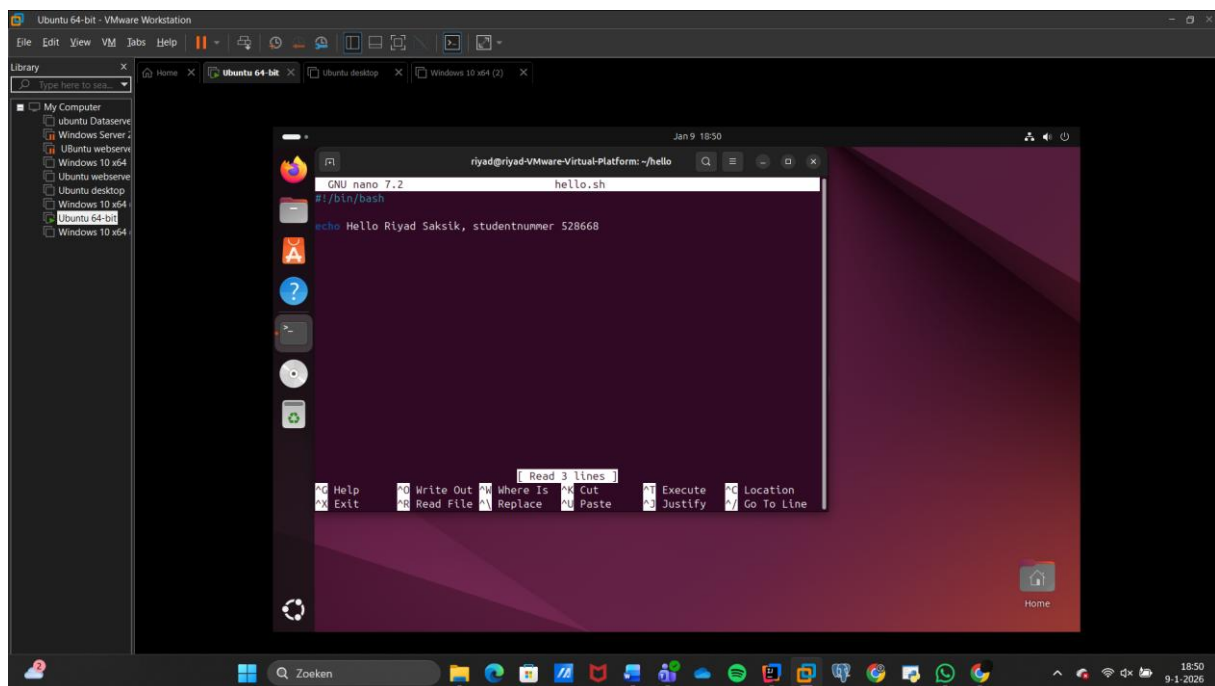 Ubuntu 64-bit - VMware Workstation
File Edit View VM Tabs Help
Library
Type here to sea...
Home
Ubuntu 64-bit
Ubuntu desktop
Windows 10 x64 (2)
My Computer
ubuntu Dataserve
Windows Server 2
UBuntu webserve
Windows 10 x64
Ubuntu webserve
Ubuntu desktop
Windows 10 x64
Ubuntu 64-bit
Windows 10 x64
Jan 9 18:50
riyad@riyad-VMware-Virtual-Platform: ~/hello
GNU nano 7.2 hello.sh
#!/bin/bash
echo Hello Riyad Saksik, studentnummer 528668
[ Read 3 lines ]
^G Help ^O Write Out ^W Where Is ^K Cut ^T Execute ^C Location
^X Exit ^R Read File ^\ Replace ^U Paste ^J Justify ^/ Go To Line
Home
2
Zoeken
18:50
9-1-2026